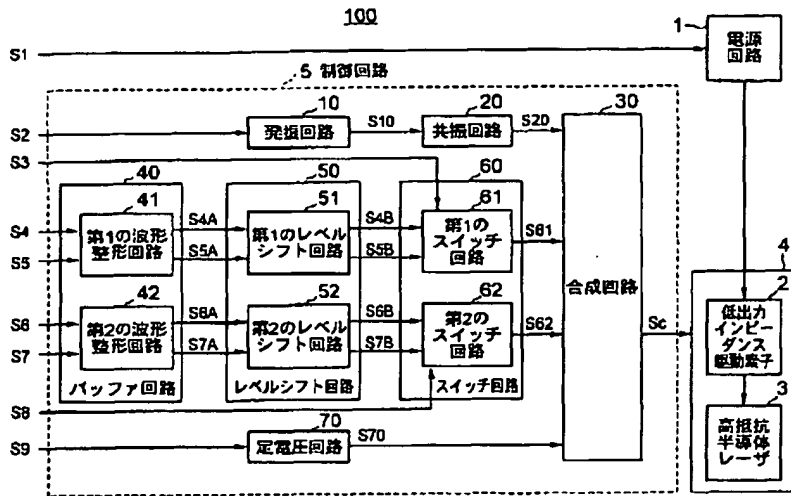 100
1
電源
回路
S1
5 制御回路
10
20
30
S2
発振回路
S10
共振回路
S20
S3
40
50
60
41
51
61
S4
第1の波形
整形回路
S4A
第1のレベル
シフト回路
S4B
第1の
スイッチ
回路
S5
S5A
S5B
S61
合成回路
42
52
62
4
S6
第2の波形
整形回路
S6A
第2のレベル
シフト回路
S6B
第2の
スイッチ
回路
S62
Sc
2
低出力
インピー
ダンス
駆動素子
S7
S7A
S7B
バッファ回路
レベルシフト回路
スイッチ回路
S8
70
3
S9
定電圧回路
S70
高抵抗
半導体
レーザ